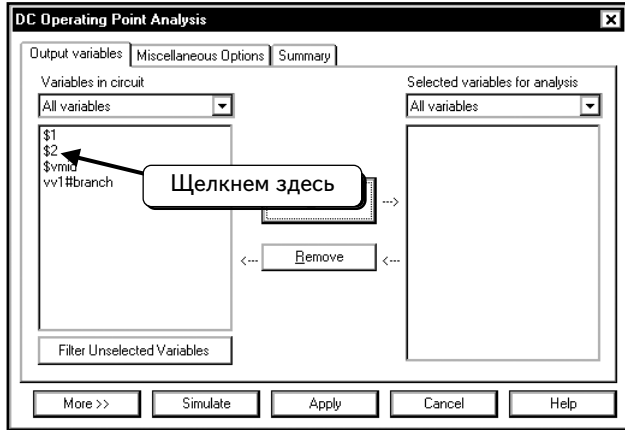 DC Operating Point Analysis
Output variables Miscellaneous Options Summary
Variables in circuit Selected variables for analysis
All variables All variables
$1
$2
$vmid
vv1#branch
Щелкнем здесь
--->
<--- Remove <---
Filter Unselected Variables
More >> Simulate Apply Cancel Help